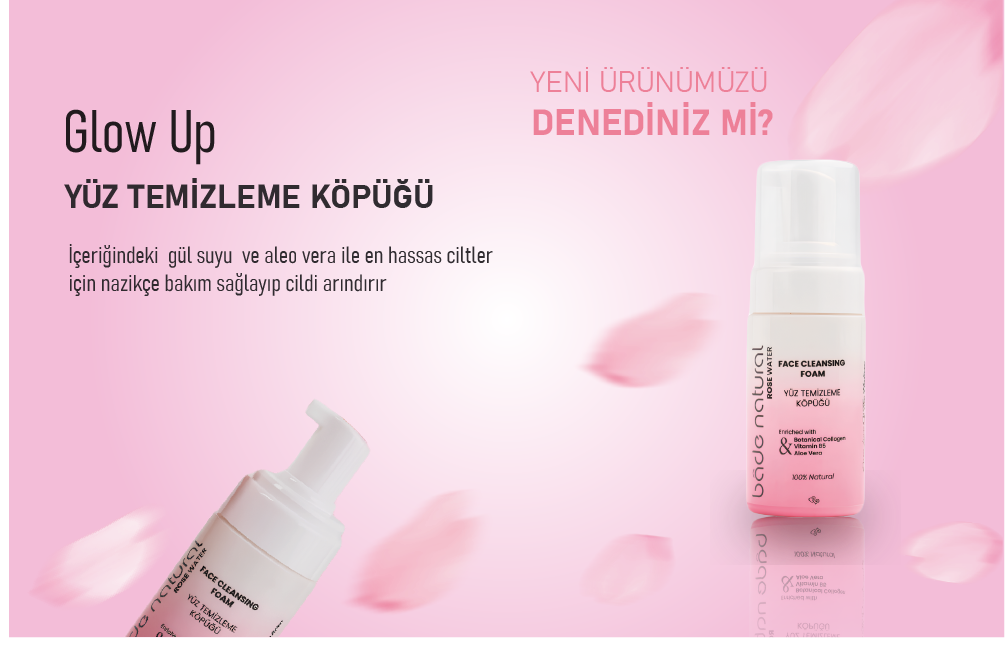 YENİ ÜRÜNÜMÜZÜ
DENEDİNİZ Mİ?
Glow Up
YÜZ TEMİZLEME KÖPÜĞÜ
İçeriğindeki gül suyu ve aleo vera ile en hassas ciltler
için nazikçe bakım sağlayıp cildi arındırır
bâde natural
ROSE WATER
FACE CLEANSING
FOAM
YÜZ TEMİZLEME
KÖPÜĞÜ
Enriched with
& Botanical Collagen
Vitamin B5
Aloe Vera
100% Natural
de natural
ROSE WATER
FACE CLEANSING
FOAM
YÜZ TEMİZLEME
KÖPÜĞÜ